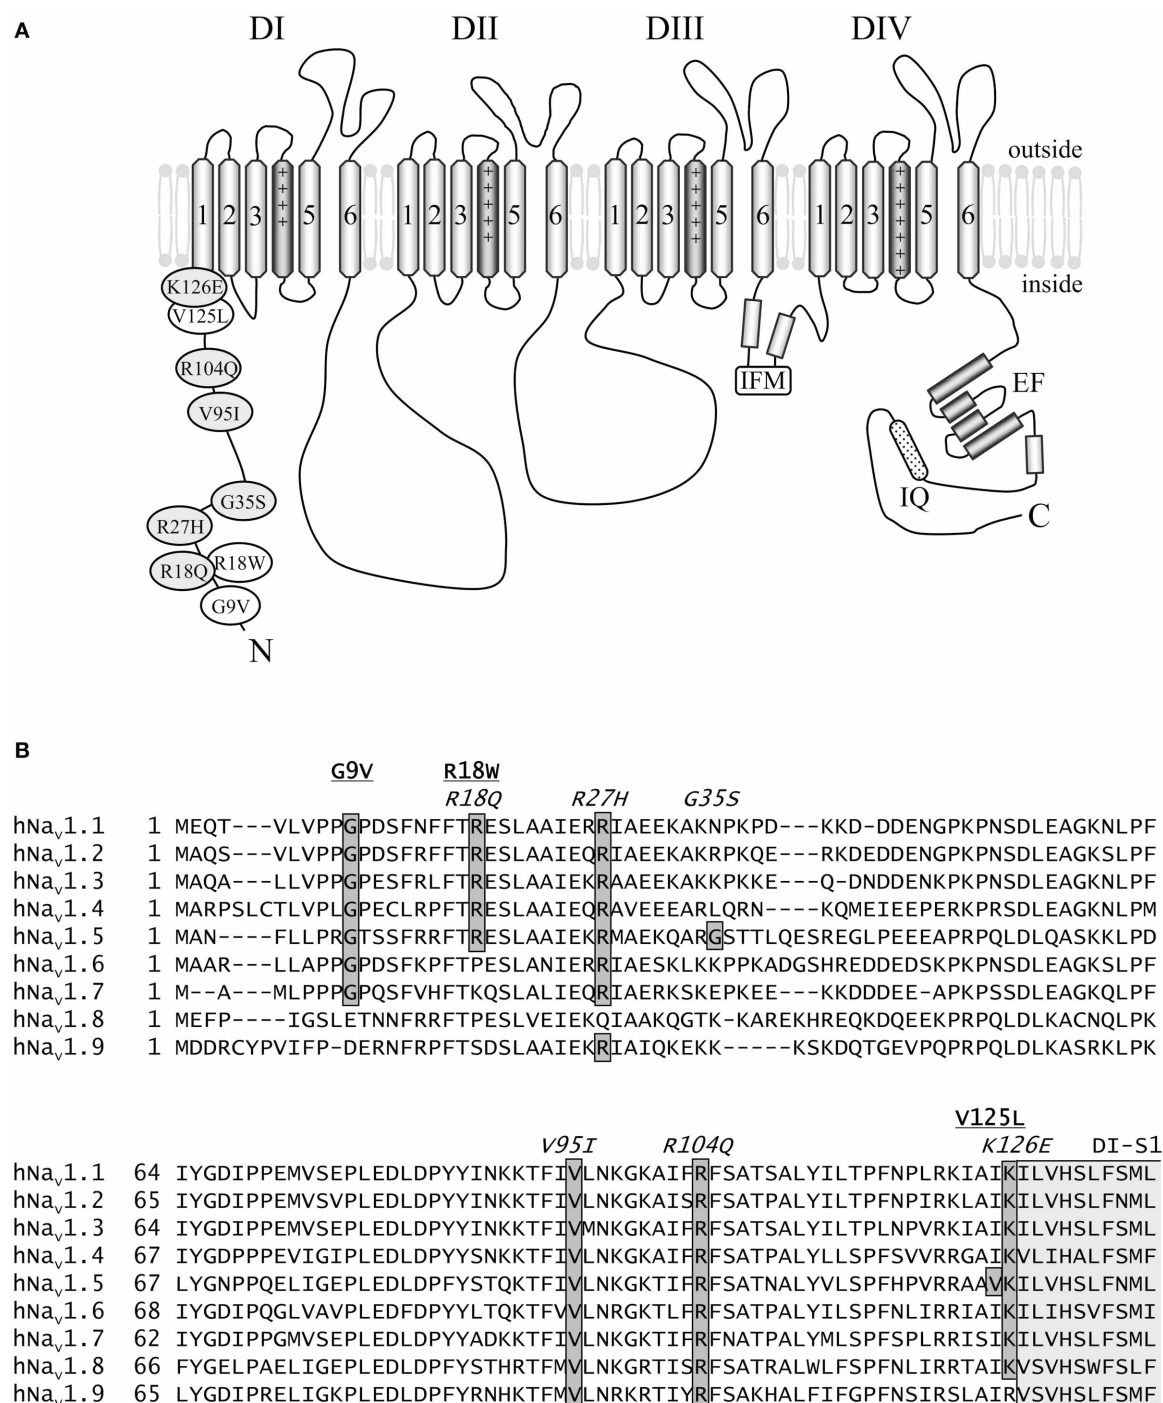 A
DI DII DIII DIV
outside
1 2 3 ++++ 5 6 1 2 3 +++++ 5 6 1 2 3 +++++ 5 6 1 2 3 +++++++ 5 6
inside
K126E
V125L
R104Q
V95I
G35S
R27H
R18Q
R18W
G9V
N
IFM
EF
IQ
C
B
G9V R18W
R18Q R27H G35S
hNav1.1 1 MEQT---VLVPPGPDSFNFFTRESLAAIERRIAEEKAKNPKPD---KKD-DDENGPKPNSDLEAGKNLPF
hNav1.2 1 MAQS---VLVPPGPDSFRFFTRESLAAIEQRIAEEKAKRPKQE---RKDEDDENGPKPNSDLEAGKSLPF
hNav1.3 1 MAQA---LLVPPGPESFRLFTRESLAAIEKRAAEEKAKKPKKE---Q-DNDDENKPKPNSDLEAGKNLPF
hNav1.4 1 MARPSLCTLVPLGPECLRPFTRESLAAIEQRAVEEEARLQRN----KQMEIEEPERKPRSDLEAGKNLPM
hNav1.5 1 MAN----FLLPRGTSSFRRFTRESLAAIEKRMAEKQARGSTTLQESREGLPEEEAPRPQLDLQASKKLPD
hNav1.6 1 MAAR---LLAPPGPDSFKPFTPESLANIERRIAESKLKKPPKADGSHREDDEDSKPKPNSDLEAGKSLPF
hNav1.7 1 M--A---MLPPPGPQSFVHFTKQSLALIEQRIAERKSKEPKEE---KKDDDEE-APKPSSDLEAGKQLPF
hNav1.8 1 MEFP----IGSLETNNFRRFTPESLVEIEKQIAAKQGTK-KAREKHREQKDQEEKPRPQLDLKACNQLPK
hNav1.9 1 MDDRCYPVIFP-DERNFRPFTSDSLAAIEKRIAIQKEKK-----KSKDQTGEVPQPRPQLDLKASRKLPK
V125L
V95I R104Q K126E DI-S1
hNav1.1 64 IYGDIPPEMVSEPLEDLDPYYINKKTFIVLNKGKAIFRFSATSALYILTPFNPLRKIAIKILVHSLFSML
hNav1.2 65 IYGDIPPEMVSVPLEDLDPYYINKKTFIVLNKGKAISRFSATPALYILTPFNPIRKLAIKILVHSLFNML
hNav1.3 64 IYGDIPPEMVSEPLEDLDPYYINKKTFIVMNKGKAIFRFSATSALYILTPLNPVRKIAIKILVHSLFSML
hNav1.4 67 IYGDPPPEVIGIPLEDLDPYYSNKKTFIVLNKGKAIFRFSATPALYLLSPFSVVRRGAIKVLIHALFSMF
hNav1.5 67 LYGNPPQELIGEPLEDLDPFYSTQKTFIVLNKGKTIFRFSATNALYVLSPFHPVRRAAVKILVHSLFNML
hNav1.6 68 IYGDIPQGLVAVPLEDFDPYYLTQKTFVVLNRGKTLFRFSATPALYILSPFNLIRRIAIKILIHSVFSMI
hNav1.7 62 IYGDIPPGMVSEPLEDLDPYYADKKTFIVLNKGKTIFRFNATPALYMLSPFSPLRRISIKILVHSLFSML
hNav1.8 66 FYGELPAELIGEPLEDLDPFYSTHRTFMVLNKGRTISRFSATRALWLFSPFNLIRRTAIKVSVHSWFSLF
hNav1.9 65 LYGDIPRELIGKPLEDLDPFYRNHKTFMVLNRKRTIYRFSAKHALFIFGPFNSIRSLAIRVSVHSLFSMF